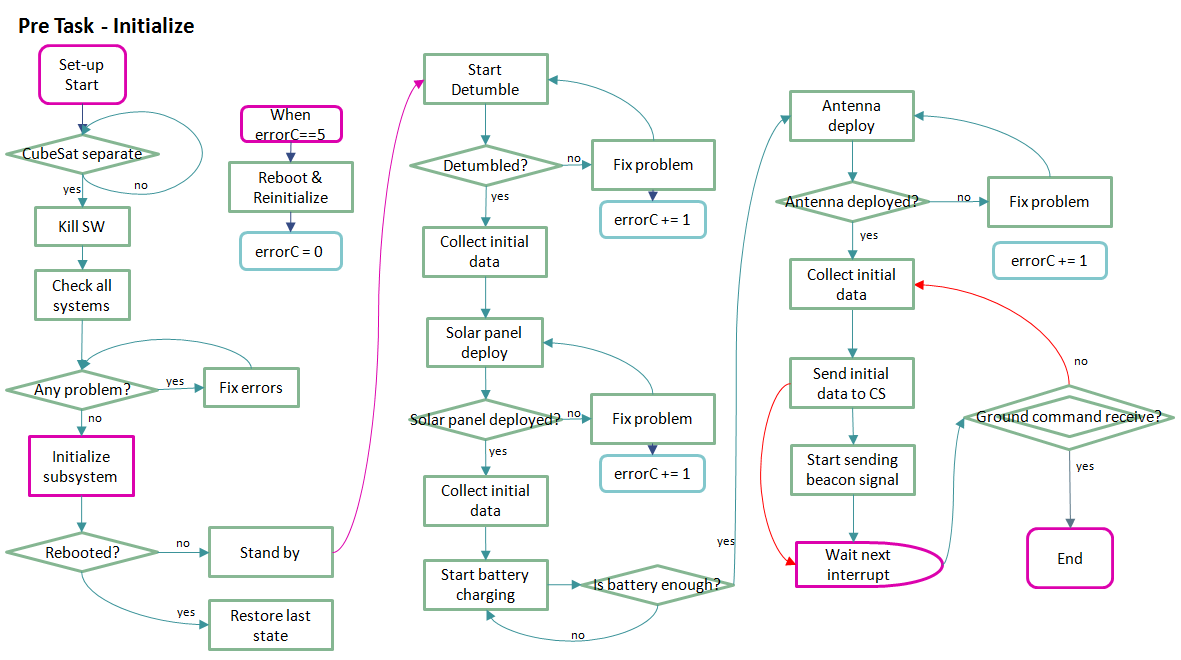 Pre Task - Initialize
Set-up
Start
CubeSat separate
yes
no
Kill SW
Check all
systems
Any problem?
yes
Fix errors
no
Initialize
subsystem
Rebooted?
no
Stand by
yes
Restore last
state
When
errorC==5
Reboot &
Reinitialize
errorC = 0
Start
Detumble
Detumbled?
no
Fix problem
errorC += 1
yes
Collect initial
data
Solar panel
deploy
Solar panel deployed?
no
Fix problem
errorC += 1
yes
Collect initial
data
Start battery
charging
Is battery enough?
no
yes
Antenna
deploy
Antenna deployed?
no
Fix problem
errorC += 1
yes
Collect initial
data
Send initial
data to CS
Start sending
beacon signal
Wait next
interrupt
Ground command receive?
no
yes
End